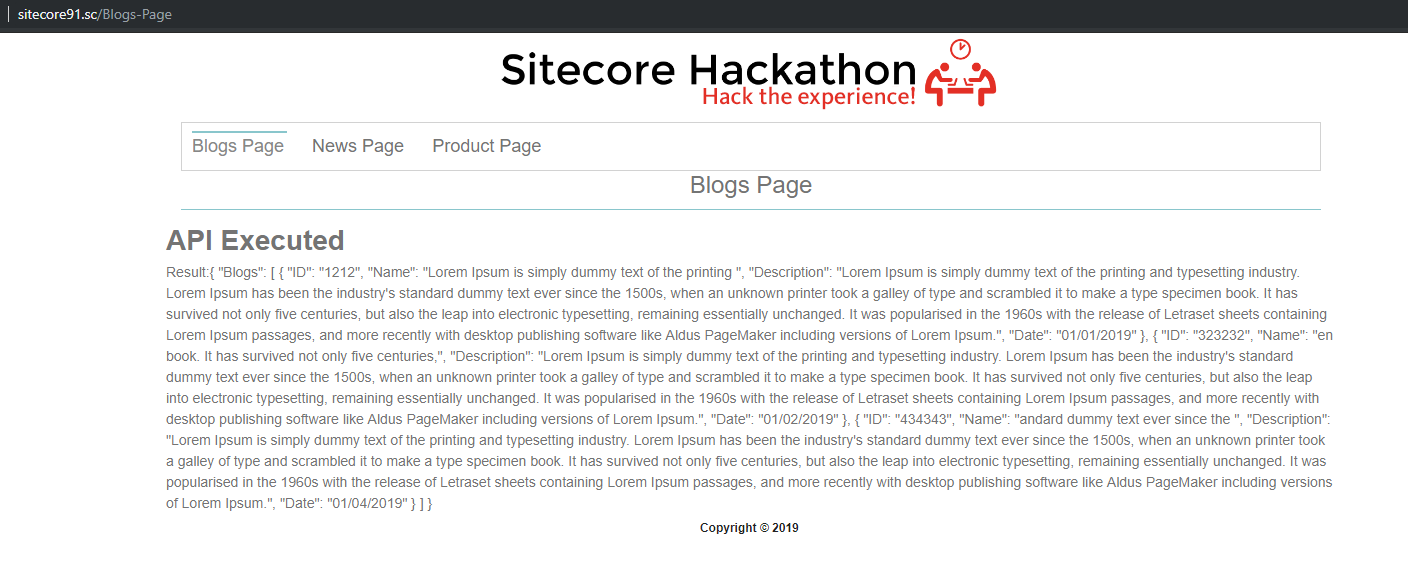 sitecore91.sc/Blogs-Page
Sitecore Hackathon
Hack the experience!
Blogs Page News Page Product Page
Blogs Page
API Executed
Result:{ "Blogs": [ { "ID": "1212", "Name": "Lorem Ipsum is simply dummy text of the printing ", "Description": "Lorem Ipsum is simply dummy text of the printing and typesetting industry.
Lorem Ipsum has been the industry's standard dummy text ever since the 1500s, when an unknown printer took a galley of type and scrambled it to make a type specimen book. It has
survived not only five centuries, but also the leap into electronic typesetting, remaining essentially unchanged. It was popularised in the 1960s with the release of Letraset sheets containing
Lorem Ipsum passages, and more recently with desktop publishing software like Aldus PageMaker including versions of Lorem Ipsum.", "Date": "01/01/2019" }, { "ID": "323232", "Name": "en
book. It has survived not only five centuries,", "Description": "Lorem Ipsum is simply dummy text of the printing and typesetting industry. Lorem Ipsum has been the industry's standard
dummy text ever since the 1500s, when an unknown printer took a galley of type and scrambled it to make a type specimen book. It has survived not only five centuries, but also the leap
into electronic typesetting, remaining essentially unchanged. It was popularised in the 1960s with the release of Letraset sheets containing Lorem Ipsum passages, and more recently with
desktop publishing software like Aldus PageMaker including versions of Lorem Ipsum.", "Date": "01/02/2019" }, { "ID": "434343", "Name": "andard dummy text ever since the ", "Description":
"Lorem Ipsum is simply dummy text of the printing and typesetting industry. Lorem Ipsum has been the industry's standard dummy text ever since the 1500s, when an unknown printer took
a galley of type and scrambled it to make a type specimen book. It has survived not only five centuries, but also the leap into electronic typesetting, remaining essentially unchanged. It was
popularised in the 1960s with the release of Letraset sheets containing Lorem Ipsum passages, and more recently with desktop publishing software like Aldus PageMaker including versions
of Lorem Ipsum.", "Date": "01/04/2019" } ] }
Copyright © 2019